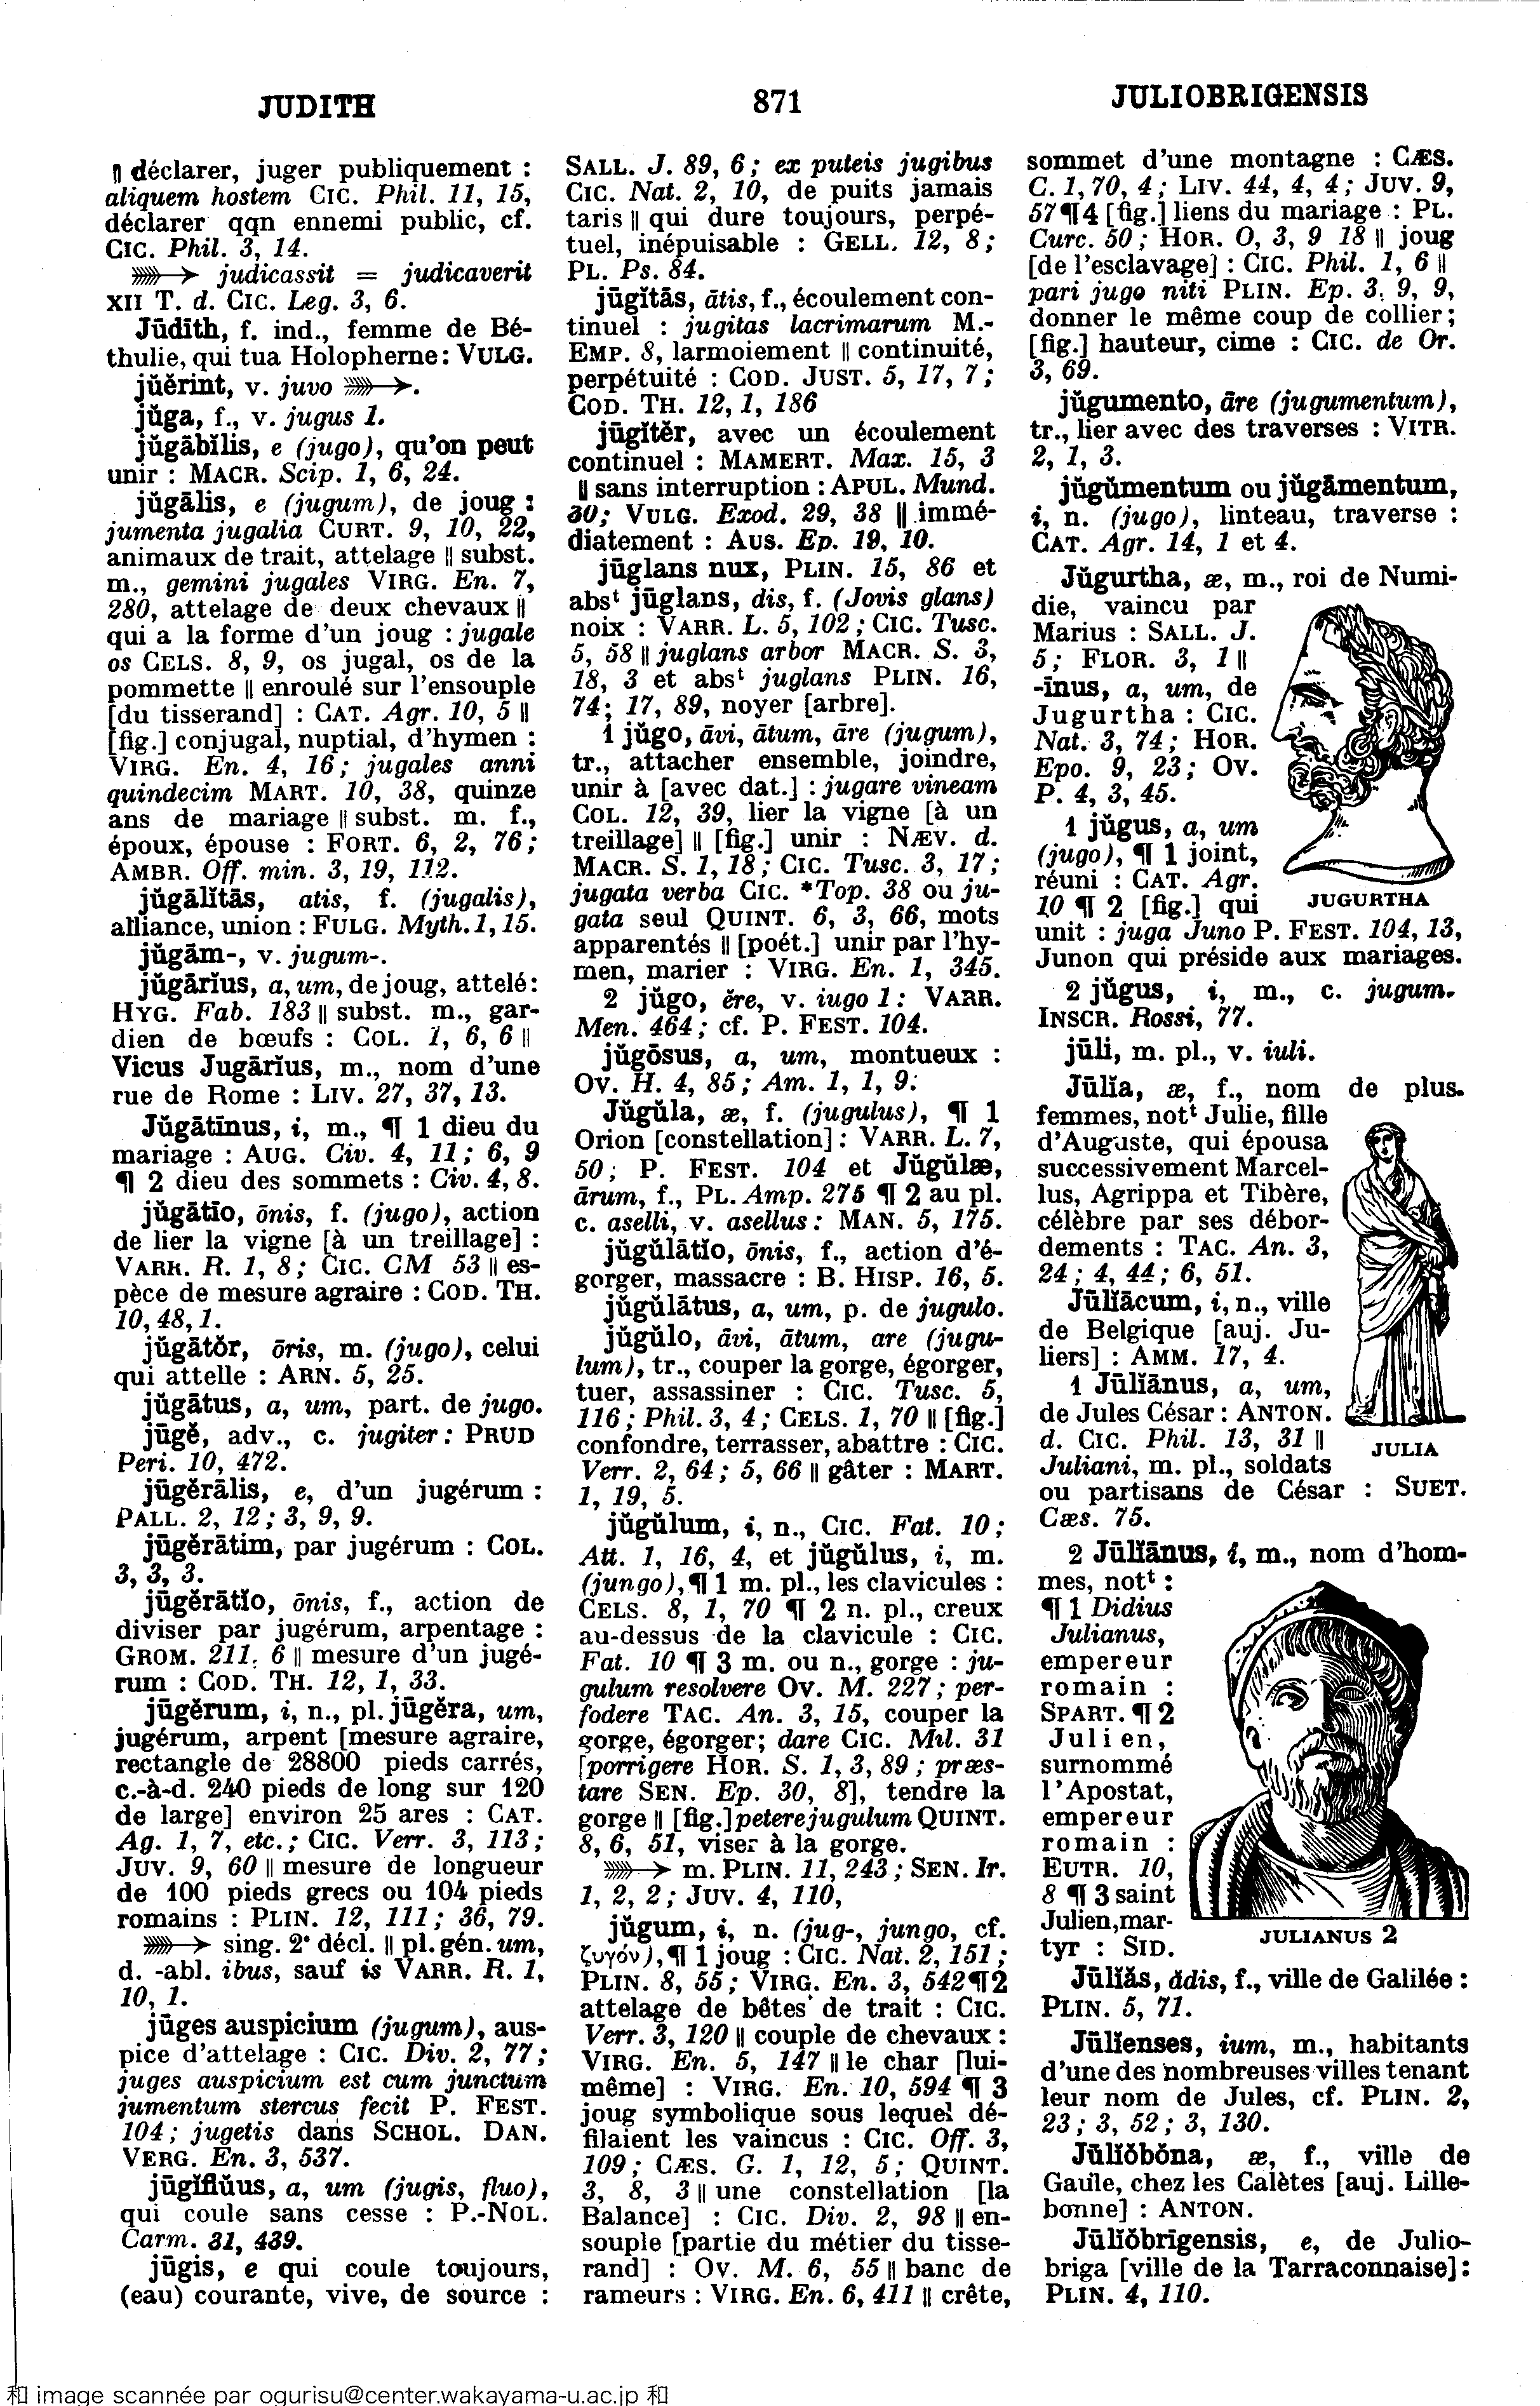 JUDITH
871
JULIOBRIGENSIS
¶ déclarer, juger publiquement :
aliquem hostem CIC. Phil. 11, 15,
déclarer qqn ennemi public, cf.
CIC. Phil. 3, 14.
judicassit = judicaverit
XII T. d. CIC. Leg. 3, 6.
Jūdīth, f. ind., femme de Bé-
thulie, qui tua Holopherne : VULG.
jŭĕrint, v. juvo
jŭga, f., v. jugus 1.
jŭgābĭlis, e (jugo), qu'on peut
unir : MACR. Scip. 1, 6, 24.
jŭgālis, e (jugum), de joug :
jumenta jugalia CURT. 9, 10, 22,
animaux de trait, attelage || subst.
m., gemini jugales VIRG. En. 7,
280, attelage de deux chevaux ||
qui a la forme d'un joug : jugale
os CELS. 8, 9, os jugal, os de la
pommette || enroulé sur l'ensouple
[du tisserand] : CAT. Agr. 10, 5 ||
[fig.] conjugal, nuptial, d'hymen :
VIRG. En. 4, 16; jugales anni
quindecim MART. 10, 38, quinze
ans de mariage || subst. m. f.,
époux, épouse : FORT. 6, 2, 76;
AMBR. Off. min. 3, 19, 112.
jŭgālĭtās, atis, f. (jugalis),
alliance, union : FULG. Myth. 1, 15.
jŭgām-, v. jugum-.
jŭgārĭus, a, um, de joug, attelé :
HYG. Fab. 183 || subst. m., gar-
dien de bœufs : COL. 1, 6, 6 ||
Vicus Jugārĭus, m., nom d'une
rue de Rome : LIV. 27, 37, 13.
Jŭgātīnus, i, m., ¶ 1 dieu du
mariage : AUG. Civ. 4, 11; 6, 9
¶ 2 dieu des sommets : Civ. 4, 8.
jŭgātĭo, ōnis, f. (jugo), action
de lier la vigne [à un treillage] :
VARR. R. 1, 8; CIC. CM 53 || es-
pèce de mesure agraire : COD. TH.
10, 48, 1.
jŭgātŏr, ōris, m. (jugo), celui
qui attelle : ARN. 5, 25.
jŭgātus, a, um, part. de jugo.
jūgĕ, adv., c. jugiter : PRUD
Peri. 10, 472.
jūgĕrālis, e, d'un jugérum :
PALL. 2, 12; 3, 9, 9.
jūgĕrātim, par jugérum : COL.
3, 3, 3.
jūgĕrātĭo, ōnis, f., action de
diviser par jugérum, arpentage :
GROM. 211, 6 || mesure d'un jugé-
rum : COD. TH. 12, 1, 33.
jūgĕrum, i, n., pl. jūgĕra, um,
jugérum, arpent [mesure agraire,
rectangle de 28800 pieds carrés,
c.-à-d. 240 pieds de long sur 120
de large] environ 25 ares : CAT.
Ag. 1, 7, etc.; CIC. Verr. 3, 113;
JUV. 9, 60 || mesure de longueur
de 100 pieds grecs ou 104 pieds
romains : PLIN. 12, 111; 36, 79.
sing. 2e décl. || pl. gén. um,
d. -abl. ibus, sauf is VARR. R. 1,
10, 1.
jūges auspicium (jugum), aus-
pice d'attelage : CIC. Div. 2, 77;
juges auspicium est cum junctum
jumentum stercus fecit P. FEST.
104; jugetis dans SCHOL. DAN.
VERG. En. 3, 537.
jūgĭflŭus, a, um (jugis, fluo),
qui coule sans cesse : P.-NOL.
Carm. 31, 439.
jūgis, e qui coule toujours,
(eau) courante, vive, de source :
SALL. J. 89, 6; ex puteis jugibus
CIC. Nat. 2, 10, de puits jamais
taris || qui dure toujours, perpé-
tuel, inépuisable : GELL. 12, 8;
PL. Ps. 84.
jūgĭtās, ātis, f., écoulement con-
tinuel : jugitas lacrimarum M.-
EMP. 8, larmoiement || continuité,
perpétuité : COD. JUST. 5, 17, 7;
COD. TH. 12, 1, 186
jūgĭtĕr, avec un écoulement
continuel : MAMERT. Max. 15, 3
|| sans interruption : APUL. Mund.
30; VULG. Exod. 29, 38 || immé-
diatement : AUS. Ep. 19, 10.
jūglans nux, PLIN. 15, 86 et
abst jūglans, dis, f. (Jovis glans)
noix : VARR. L. 5, 102; CIC. Tusc.
5, 58 || juglans arbor MACR. S. 3,
18, 3 et abst juglans PLIN. 16,
74; 17, 89, noyer [arbre].
1 jŭgo, āvi, ātum, āre (jugum),
tr., attacher ensemble, joindre,
unir à [avec dat.] : jugare vineam
COL. 12, 39, lier la vigne [à un
treillage] || [fig.] unir : NÆV. d.
MACR. S. 1, 18; CIC. Tusc. 3, 17;
jugata verba CIC. *Top. 38 ou ju-
gata seul QUINT. 6, 3, 66, mots
apparentés || [poét.] unir par l'hy-
men, marier : VIRG. En. 1, 345.
2 jŭgo, ĕre, v. iugo 1 : VARR.
Men. 464; cf. P. FEST. 104.
jŭgōsus, a, um, montueux :
OV. H. 4, 85; Am. 1, 1, 9.
Jŭgŭla, æ, f. (jugulus), ¶ 1
Orion [constellation] : VARR. L. 7,
50; P. FEST. 104 et Jŭgŭlæ,
ārum, f., PL. Amp. 275 ¶ 2 au pl.
c. aselli, v. asellus : MAN. 5, 175.
jŭgŭlātĭo, ōnis, f., action d'é-
gorger, massacre : B. HISP. 16, 5.
jŭgŭlātus, a, um, p. de jugulo.
jŭgŭlo, āvi, ātum, are (jugu-
lum), tr., couper la gorge, égorger,
tuer, assassiner : CIC. Tusc. 5,
116; Phil. 3, 4; CELS. 1, 70 || [fig.]
confondre, terrasser, abattre : CIC.
Verr. 2, 64; 5, 66 || gâter : MART.
1, 19, 5.
jŭgŭlum, i, n., CIC. Fat. 10;
Att. 1, 16, 4, et jŭgŭlus, i, m.
(jungo), ¶ 1 m. pl., les clavicules :
CELS. 8, 1, 70 ¶ 2 n. pl., creux
au-dessus de la clavicule : CIC.
Fat. 10 ¶ 3 m. ou n., gorge : ju-
gulum resolvere OV. M. 227; per-
fodere TAC. An. 3, 15, couper la
gorge, égorger; dare CIC. Mil. 31
[porrigere HOR. S. 1, 3, 89; præs-
tare SEN. Ep. 30, 8], tendre la
gorge || [fig.] petere jugulum QUINT.
8, 6, 51, viser à la gorge.
m. PLIN. 11, 243; SEN. Ir.
1, 2, 2; JUV. 4, 110,
jŭgum, i, n. (jug-, jungo, cf.
ζυγόν), ¶ 1 joug : CIC. Nat. 2, 151;
PLIN. 8, 55; VIRG. En. 3, 542 ¶ 2
attelage de bêtes de trait : CIC.
Verr. 3, 120 || couple de chevaux :
VIRG. En. 5, 147 || le char [lui-
même] : VIRG. En. 10, 594 ¶ 3
joug symbolique sous lequel dé-
filaient les vaincus : CIC. Off. 3,
109; CÆS. G. 1, 12, 5; QUINT.
3, 8, 3 || une constellation [la
Balance] : CIC. Div. 2, 98 || en-
souple [partie du métier du tisse-
rand] : OV. M. 6, 55 || banc de
rameurs : VIRG. En. 6, 411 || crête,
sommet d'une montagne : CÆS.
C. 1, 70, 4; LIV. 44, 4, 4; JUV. 9,
57 ¶ 4 [fig.] liens du mariage : PL.
Curc. 50; HOR. O, 3, 9 18 || joug
[de l'esclavage] : CIC. Phil. 1, 6 ||
pari jugo niti PLIN. Ep. 3, 9, 9,
donner le même coup de collier;
[fig.] hauteur, cime : CIC. de Or.
3, 69.
jŭgumento, āre (jugumentum),
tr., lier avec des traverses : VITR.
2, 1, 3.
jŭgŭmentum ou jŭgāmentum,
i, n. (jugo), linteau, traverse :
CAT. Agr. 14, 1 et 4.
Jŭgurtha, æ, m., roi de Numi-
die, vaincu par
Marius : SALL. J.
5; FLOR. 3, 1 ||
-īnus, a, um, de
Jugurtha : CIC.
Nat. 3, 74; HOR.
Epo. 9, 23; OV.
P. 4, 3, 45.
JUGURTHA
1 jŭgus, a, um
(jugo), ¶ 1 joint,
réuni : CAT. Agr.
10 ¶ 2 [fig.] qui
unit : juga Juno P. FEST. 104, 13,
Junon qui préside aux mariages.
2 jŭgus, i, m., c. jugum.
INSCR. Rossi, 77.
jūli, m. pl., v. iuli.
Jūlĭa, æ, f., nom de plus.
femmes, nott Julie, fille
d'Auguste, qui épousa
successivement Marcel-
lus, Agrippa et Tibère,
célèbre par ses débor-
dements : TAC. An. 3,
24; 4, 44; 6, 51.
Jūlĭācum, i, n., ville
de Belgique [auj. Ju-
liers] : AMM. 17, 4.
1 Jūlĭānus, a, um,
de Jules César : ANTON.
d. CIC. Phil. 13, 31 ||
JULIA
Juliani, m. pl., soldats
ou partisans de César : SUET.
Cæs. 75.
2 Jūlĭānus, i, m., nom d'hom-
mes, nott :
¶ 1 Didius
Julianus,
empereur
romain :
SPART. ¶ 2
Julien,
surnommé
l'Apostat,
empereur
romain :
EUTR. 10,
8 ¶ 3 saint
Julien, mar-
tyr : SID.
JULIANUS 2
Jūlĭăs, ădis, f., ville de Galilée :
PLIN. 5, 71.
Jūlĭenses, ium, m., habitants
d'une des nombreuses villes tenant
leur nom de Jules, cf. PLIN. 2,
23; 3, 52; 3, 130.
Jūlĭŏbŏna, æ, f., ville de
Gaule, chez les Calètes [auj. Lille-
bonne] : ANTON.
Jūlĭŏbrīgensis, e, de Julio-
briga [ville de la Tarraconnaise] :
PLIN. 4, 110.
和 image scannée par ogurisu@center.wakayama-u.ac.jp 和